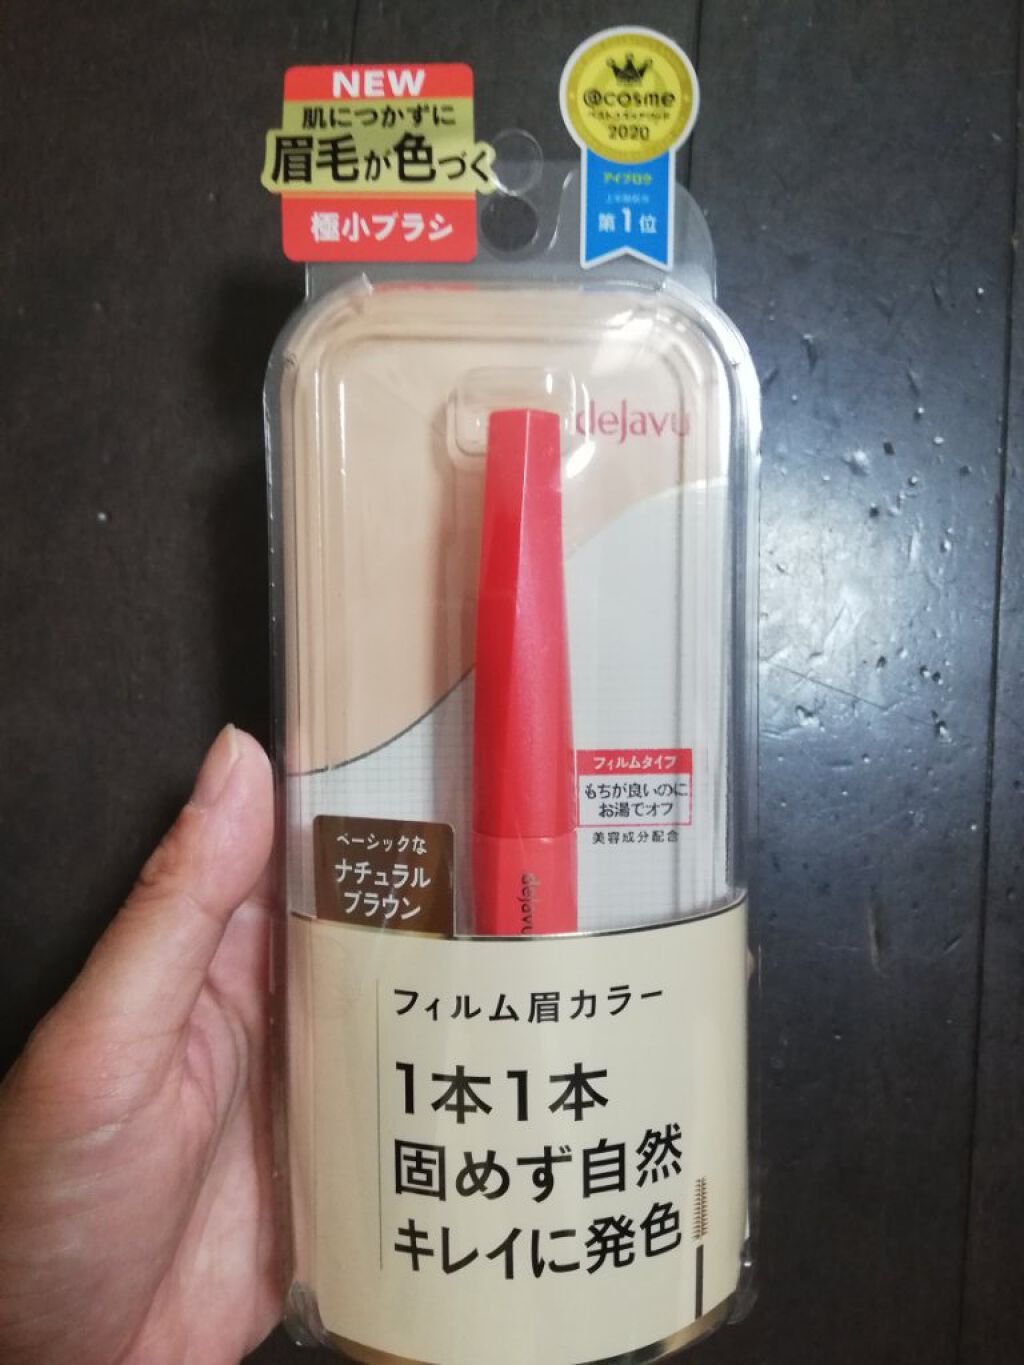 NEW
肌につかずに
眉毛が色づく
極小ブラシ
@cosme
2020
アイブロウ
第1位
dejavu
フィルムタイプ
もちが良いのに
お湯でオフ
美容成分配合
ベーシックな
ナチュラル
ブラウン
dejavu
フィルム眉カラー
1本1本
固めず自然
キレイに発色